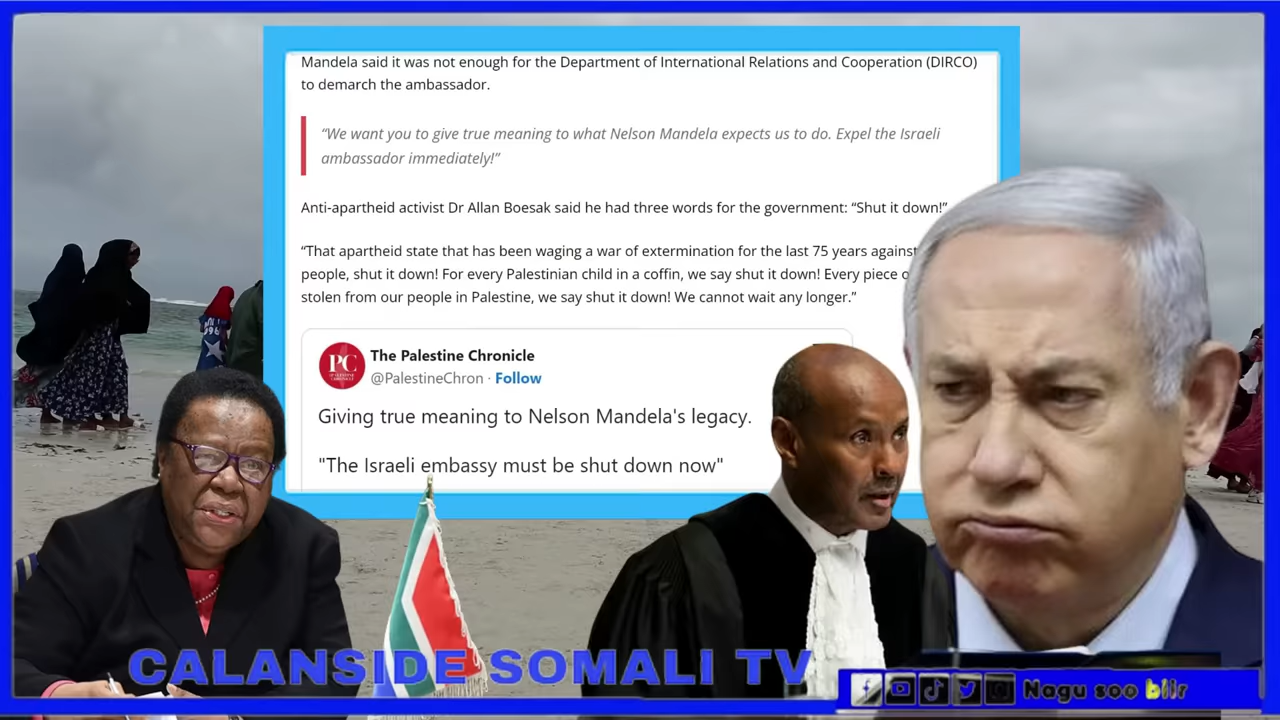 Mandela said it was not enough for the Department of International Relations and Cooperation (DIRCO)
to demarch the ambassador.
“We want you to give true meaning to what Nelson Mandela expects us to do. Expel the Israeli
ambassador immediately!”
Anti-apartheid activist Dr Allan Boesak said he had three words for the government: “Shut it down!”
“That apartheid state that has been waging a war of extermination for the last 75 years against
people, shut it down! For every Palestinian child in a coffin, we say shut it down! Every piece
stolen from our people in Palestine, we say shut it down! We cannot wait any longer.”
PC
The Palestine Chronicle
@PalestineChron · Follow
Giving true meaning to Nelson Mandela's legacy.
"The Israeli embassy must be shut down now"
CALANSIDE SOMALI TV
Nagu soo biir